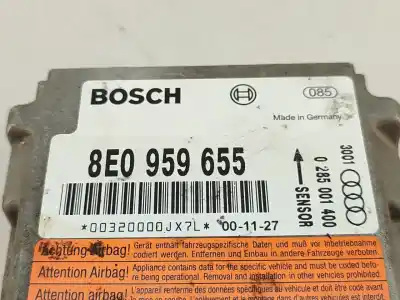 BOSCH
085
Made in Germany
8E0 959 655
SENSOR
0 285 001 400
3001
*00320000JX7L* 00-11-27
Achtung-Airbag!
Gerät enthält fahrzeugspezifische Daten und muß vor Inbetriebnahme
codiert werden. Entfernen und Einbau in andere Fahrzeuge verboten.
Attention Airbag!
Appliance contains data for the specific vehicle and must be coded befo-
re being operational. Removal and installation in other vehicles prohibited.
Attention Airbag!
L'appareil renferme des données spécifiques au véhicule et doit être